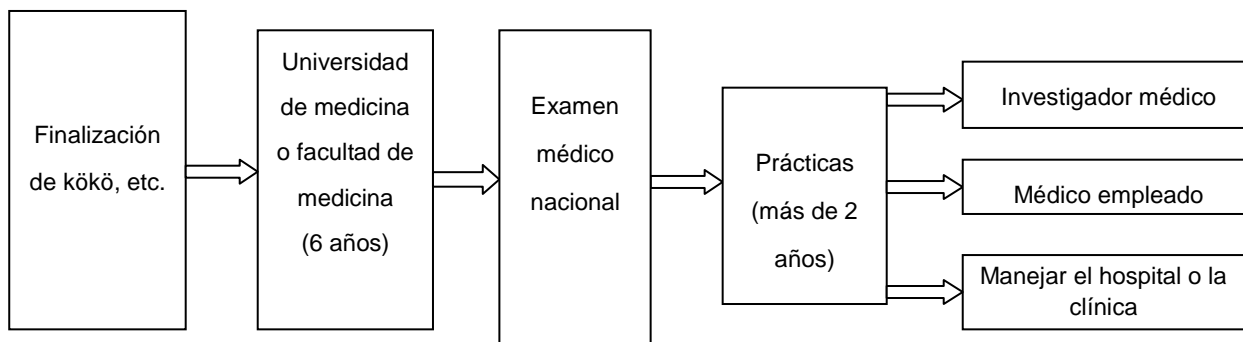 Finalización
de kökö, etc.
Universidad
de medicina
o facultad de
medicina
(6 años)
Examen
médico
nacional
Prácticas
(más de 2
años)
Investigador médico
Médico empleado
Manejar el hospital o la
clínica